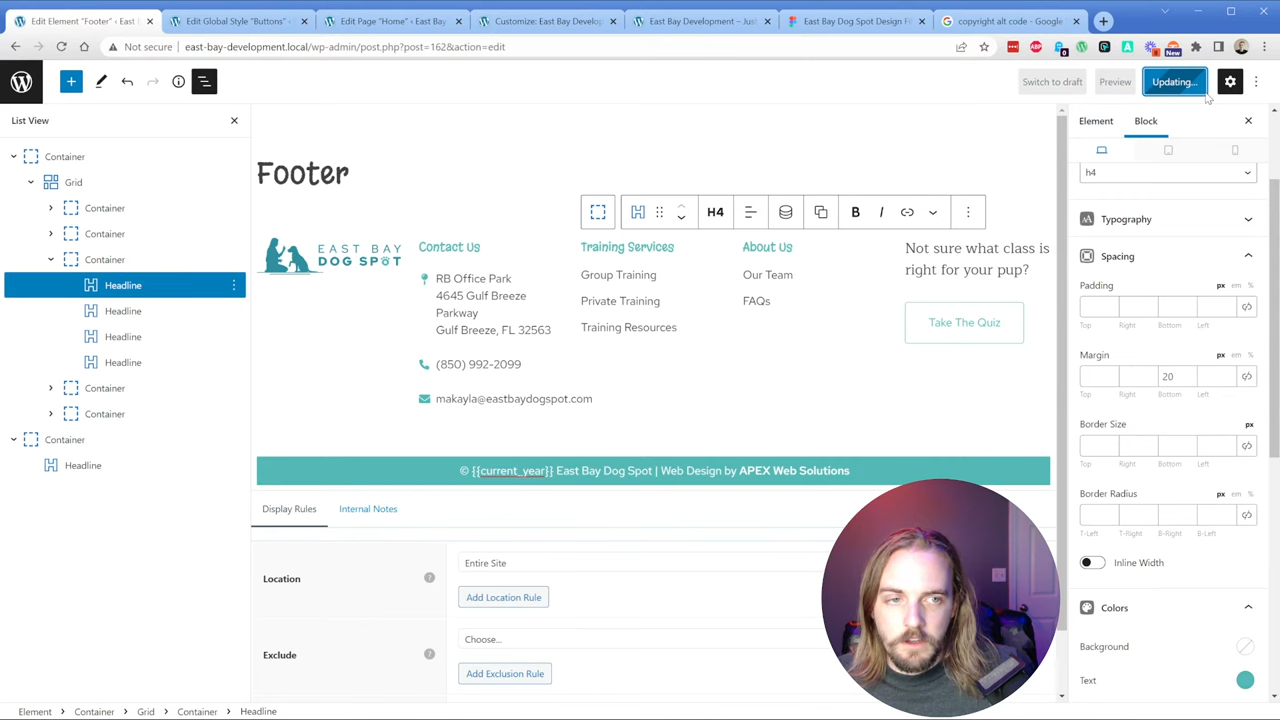 Edit Element "Footer" ‹ East B
Edit Global Style "Buttons" ‹ E
Edit Page "Home" ‹ East Bay
Customize: East Bay Develop
East Bay Development – Just
East Bay Dog Spot Design F
copyright alt code - Google
Not secure
east-bay-development.local/wp-admin/post.php?post=162&action=edit
New
Switch to draft
Preview
Updating...
List View
Element
Block
Container
Grid
Container
Container
Container
Headline
Headline
Headline
Headline
Container
Container
Container
Headline
Footer
H4
B
I
EAST BAY
DOG SPOT
Contact Us
RB Office Park
4645 Gulf Breeze
Parkway
Gulf Breeze, FL 32563
(850) 992-2099
makayla@eastbaydogspot.com
Training Services
Group Training
Private Training
Training Resources
About Us
Our Team
FAQs
Not sure what class is
right for your pup?
Take The Quiz
© {{current_year}} East Bay Dog Spot | Web Design by APEX Web Solutions
Display Rules
Internal Notes
Location
?
Entire Site
Add Location Rule
Exclude
?
Choose...
Add Exclusion Rule
h4
Typography
Spacing
Padding
px em %
Top Right Bottom Left
Margin
px em %
20
Top Right Bottom Left
Border Size
px
Top Right Bottom Left
Border Radius
px em %
T-Left T-Right B-Right B-Left
Inline Width
Colors
Background
Text
Element › Container › Grid › Container › Headline